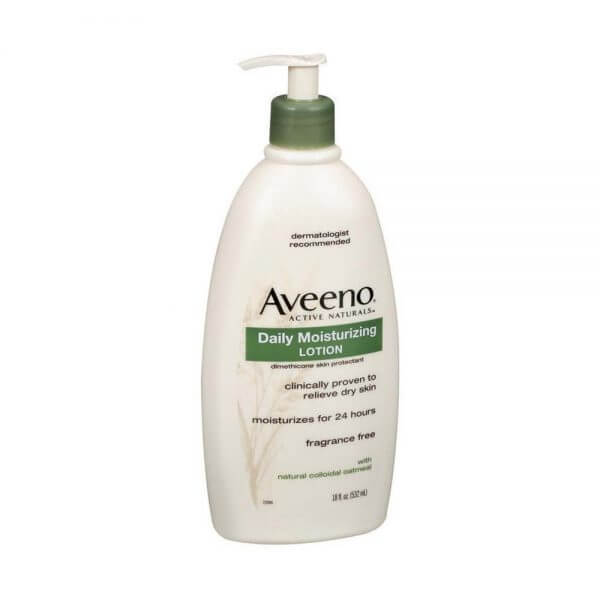 dermatologist
recommended
Aveeno®
ACTIVE NATURALS™
Daily Moisturizing
LOTION
dimethicone skin protectant
clinically proven to
relieve dry skin
moisturizes for 24 hours
fragrance free
with
natural colloidal oatmeal
18 fl oz (532 mL)